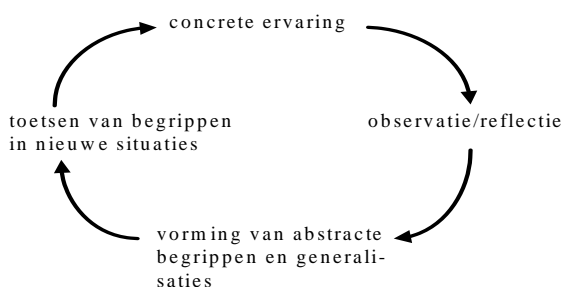 concrete ervaring
toetsen van begrippen
in nieuwe situaties
observatie/reflectie
vorming van abstracte
begrippen en generali-
saties